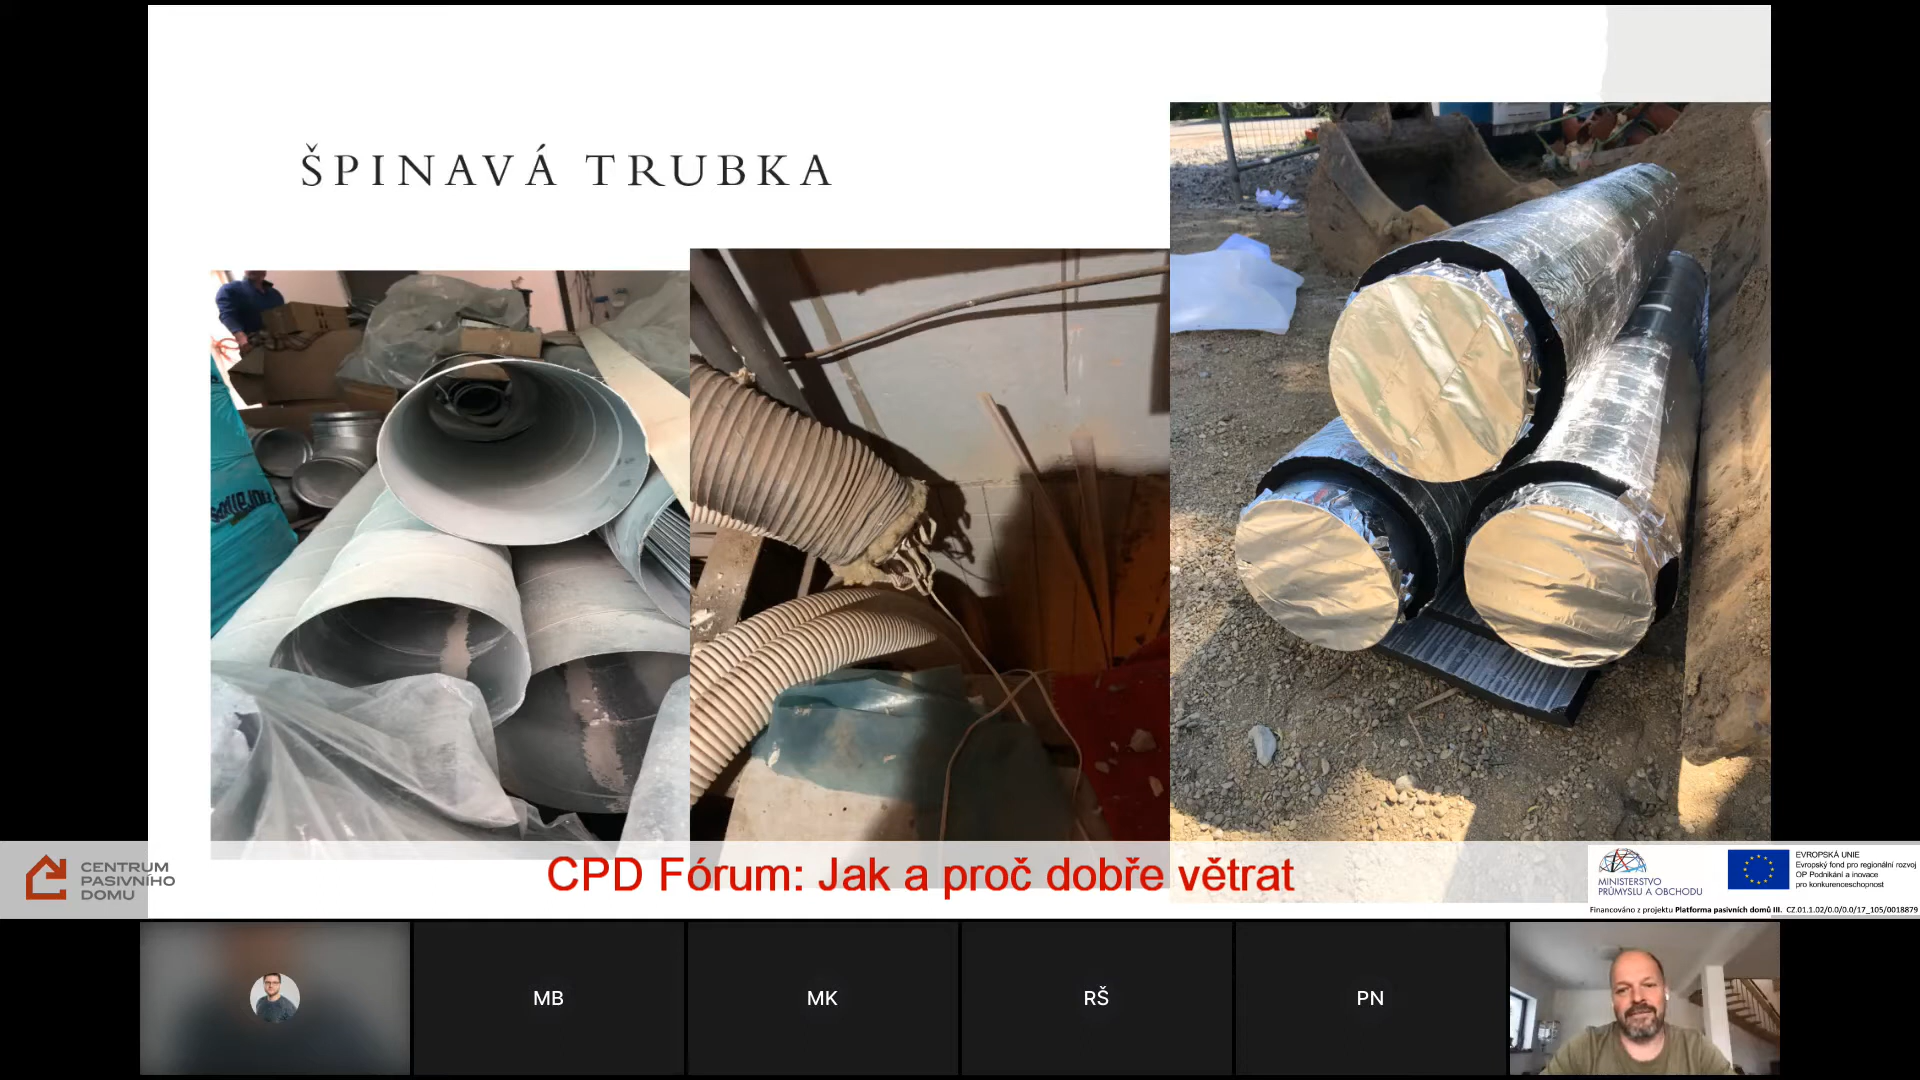 ŠPINAVÁ TRUBKA
CPD Fórum: Jak a proč dobře větrat
CENTRUM
PASIVNÍHO
DOMU
MINISTERSTVO
PRŮMYSLU A OBCHODU
EVROPSKÁ UNIE
Evropský fond pro regionální rozvoj
OP Podnikání a inovace
pro konkurenceschopnost
Financováno z projektu Platforma pasivních domů III. CZ.01.1.02/0.0/0.0/17_105/0018879
MB
MK
RŠ
PN